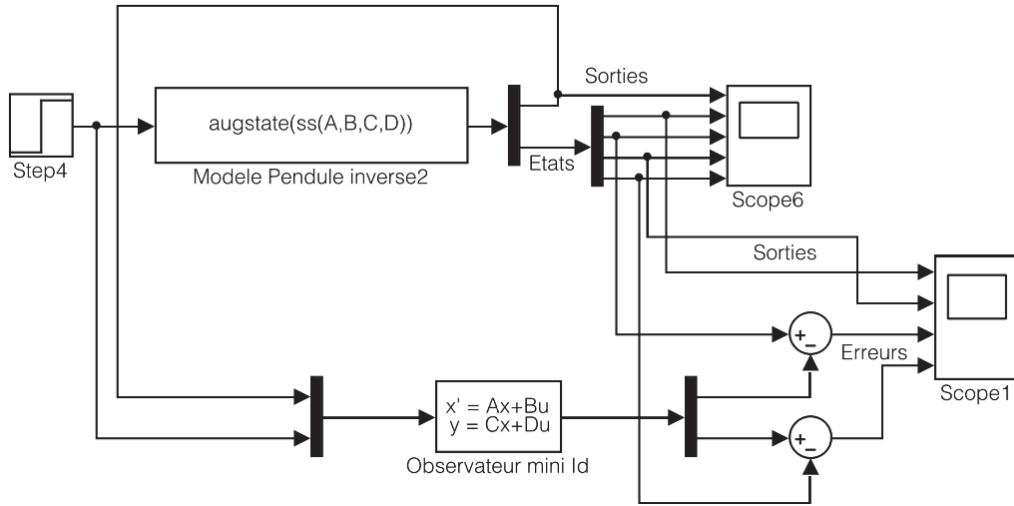 Sorties
Step4
augstate(ss(A,B,C,D))
Modele Pendule inverse2
Etats
Scope6
Sorties
+
–
Erreurs
Scope1
x' = Ax+Bu
y = Cx+Du
Observateur mini Id
+
–